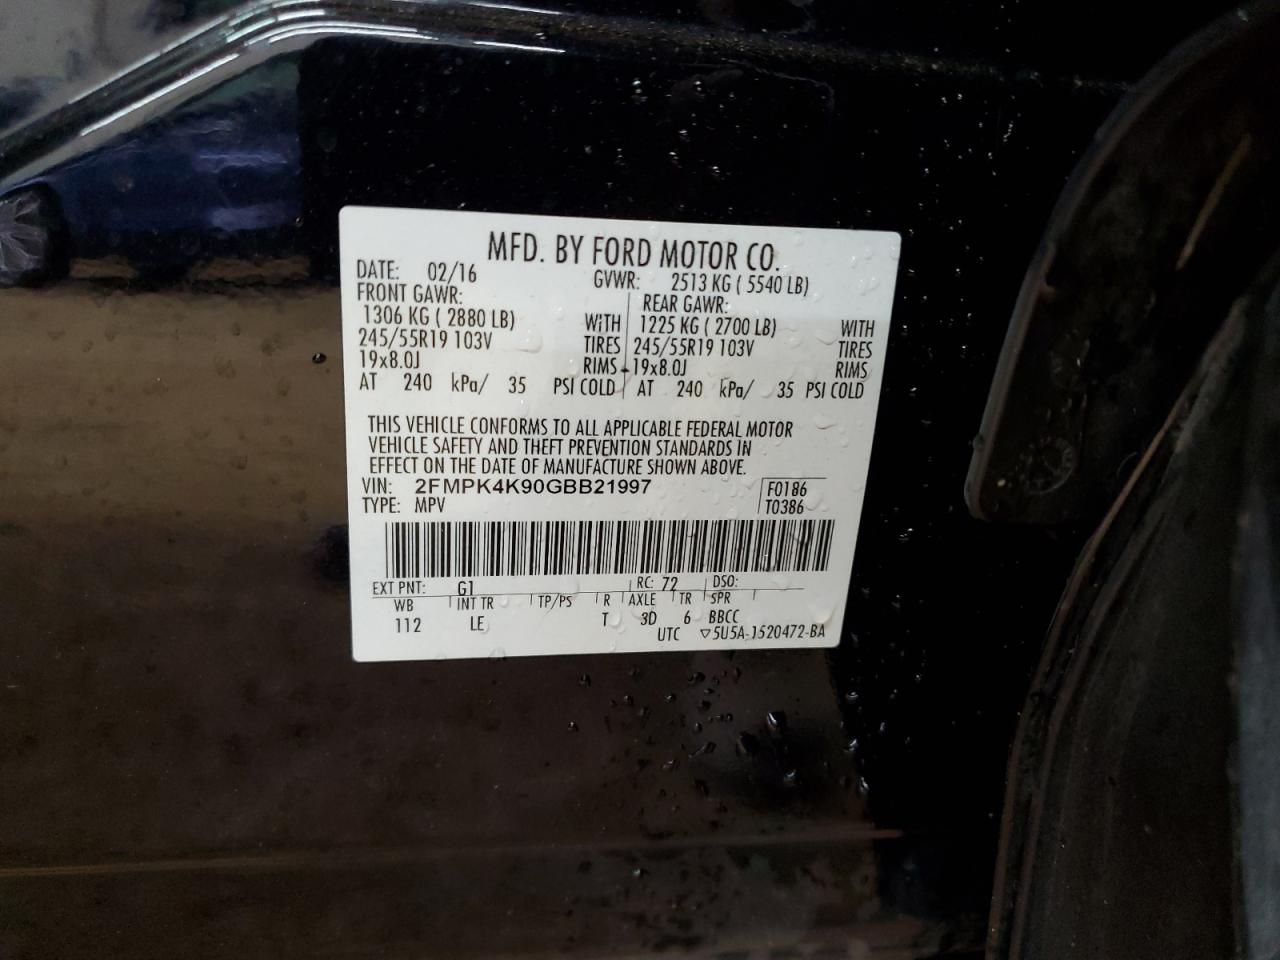 MFD. BY FORD MOTOR CO.
DATE: 02/16 GVWR: 2513 KG ( 5540 LB)
FRONT GAWR: REAR GAWR:
1306 KG ( 2880 LB) WITH 1225 KG ( 2700 LB) WITH
245/55R19 103V TIRES 245/55R19 103V TIRES
19x8.0J RIMS 19x8.0J RIMS
AT 240 kPa/ 35 PSI COLD AT 240 kPa/ 35 PSI COLD
THIS VEHICLE CONFORMS TO ALL APPLICABLE FEDERAL MOTOR
VEHICLE SAFETY AND THEFT PREVENTION STANDARDS IN
EFFECT ON THE DATE OF MANUFACTURE SHOWN ABOVE.
VIN: 2FMPK4K90GBB21997 F0186
TYPE: MPV T0386
EXT PNT: G1 RC: 72 DSO:
WB INT TR TP/PS R AXLE TR SPR
112 LE T 3D 6 BBCC
UTC ▽5U5A-1520472-BA